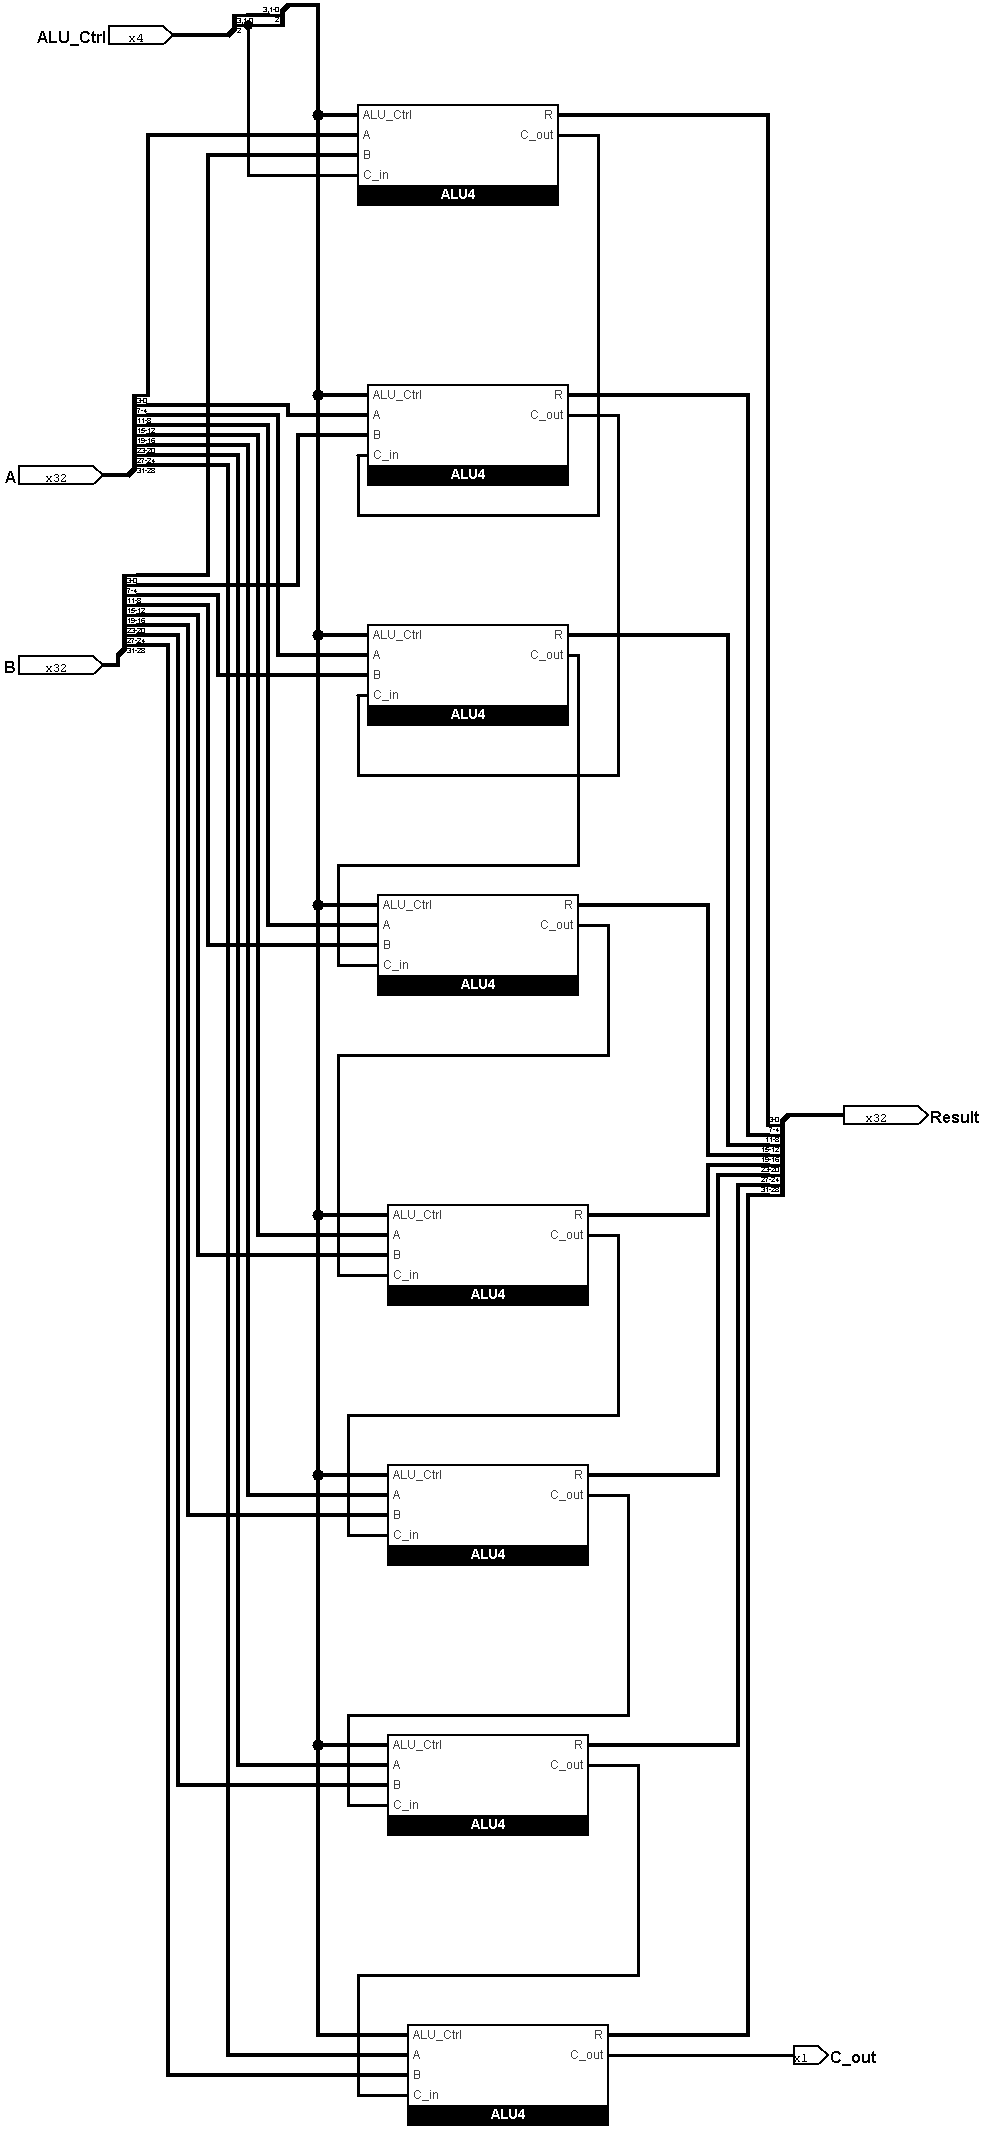 3,1-0
3,1-0 2
2
ALU_Ctrl x4
ALU_Ctrl R
A C_out
B
C_in
ALU4
ALU_Ctrl R
A C_out
B
C_in
ALU4
3-0
7-4
11-8
15-12
19-16
23-20
27-24
31-28
A x32
3-0
7-4
11-8
15-12
19-16
23-20
27-24
31-28
B x32
ALU_Ctrl R
A C_out
B
C_in
ALU4
ALU_Ctrl R
A C_out
B
C_in
ALU4
3-0
7-4
11-8
15-12
19-16
23-20
27-24
31-28
x32 Result
ALU_Ctrl R
A C_out
B
C_in
ALU4
ALU_Ctrl R
A C_out
B
C_in
ALU4
ALU_Ctrl R
A C_out
B
C_in
ALU4
ALU_Ctrl R
A C_out
B
C_in
ALU4
x1 C_out